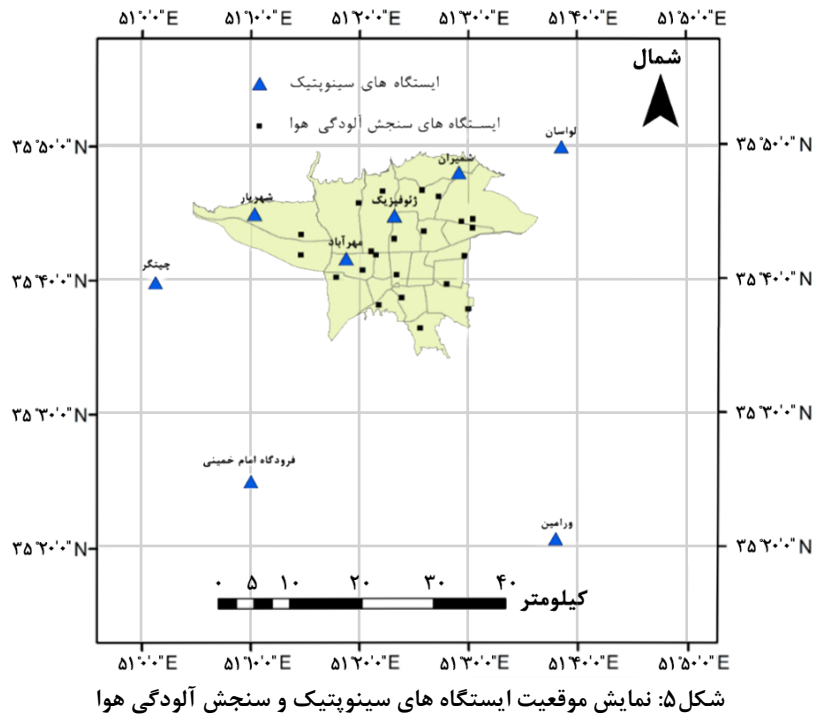 ۵۱°۰'۰"E ۵۱°۱۰'۰"E ۵۱°۲۰'۰"E ۵۱°۳۰'۰"E ۵۱°۴۰'۰"E ۵۱°۵۰'۰"E
شمال
ایستگاه های سینوپتیک
ایستگاه های سنجش آلودگی هوا
لواسان
۳۵°۵۰'۰"N ۳۵°۵۰'۰"N
شمیران
شهریار
ژئوفیزیک
مهرآباد
چیتگر
۳۵°۴۰'۰"N ۳۵°۴۰'۰"N
۳۵°۳۰'۰"N ۳۵°۳۰'۰"N
فرودگاه امام خمینی
ورامین
۳۵°۲۰'۰"N ۳۵°۲۰'۰"N
۰ ۵ ۱۰ ۲۰ ۳۰ ۴۰
کیلومتر
۵۱°۰'۰"E ۵۱°۱۰'۰"E ۵۱°۲۰'۰"E ۵۱°۳۰'۰"E ۵۱°۴۰'۰"E ۵۱°۵۰'۰"E
شکل۵: نمایش موقعیت ایستگاه های سینوپتیک و سنجش آلودگی هوا